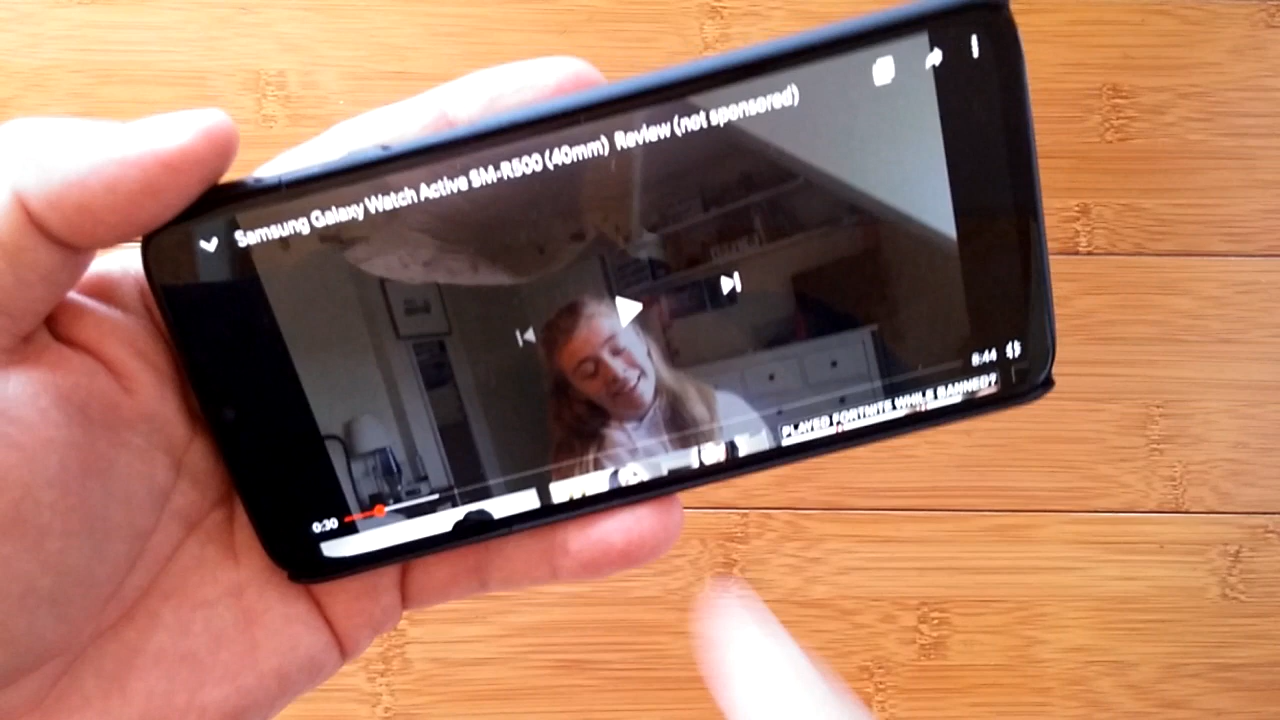 Samsung Galaxy Watch Active SM-R500 (40mm) Review (not sponsored)
8:44
PLAYED FORTNITE WHILE BANNED?
0:30